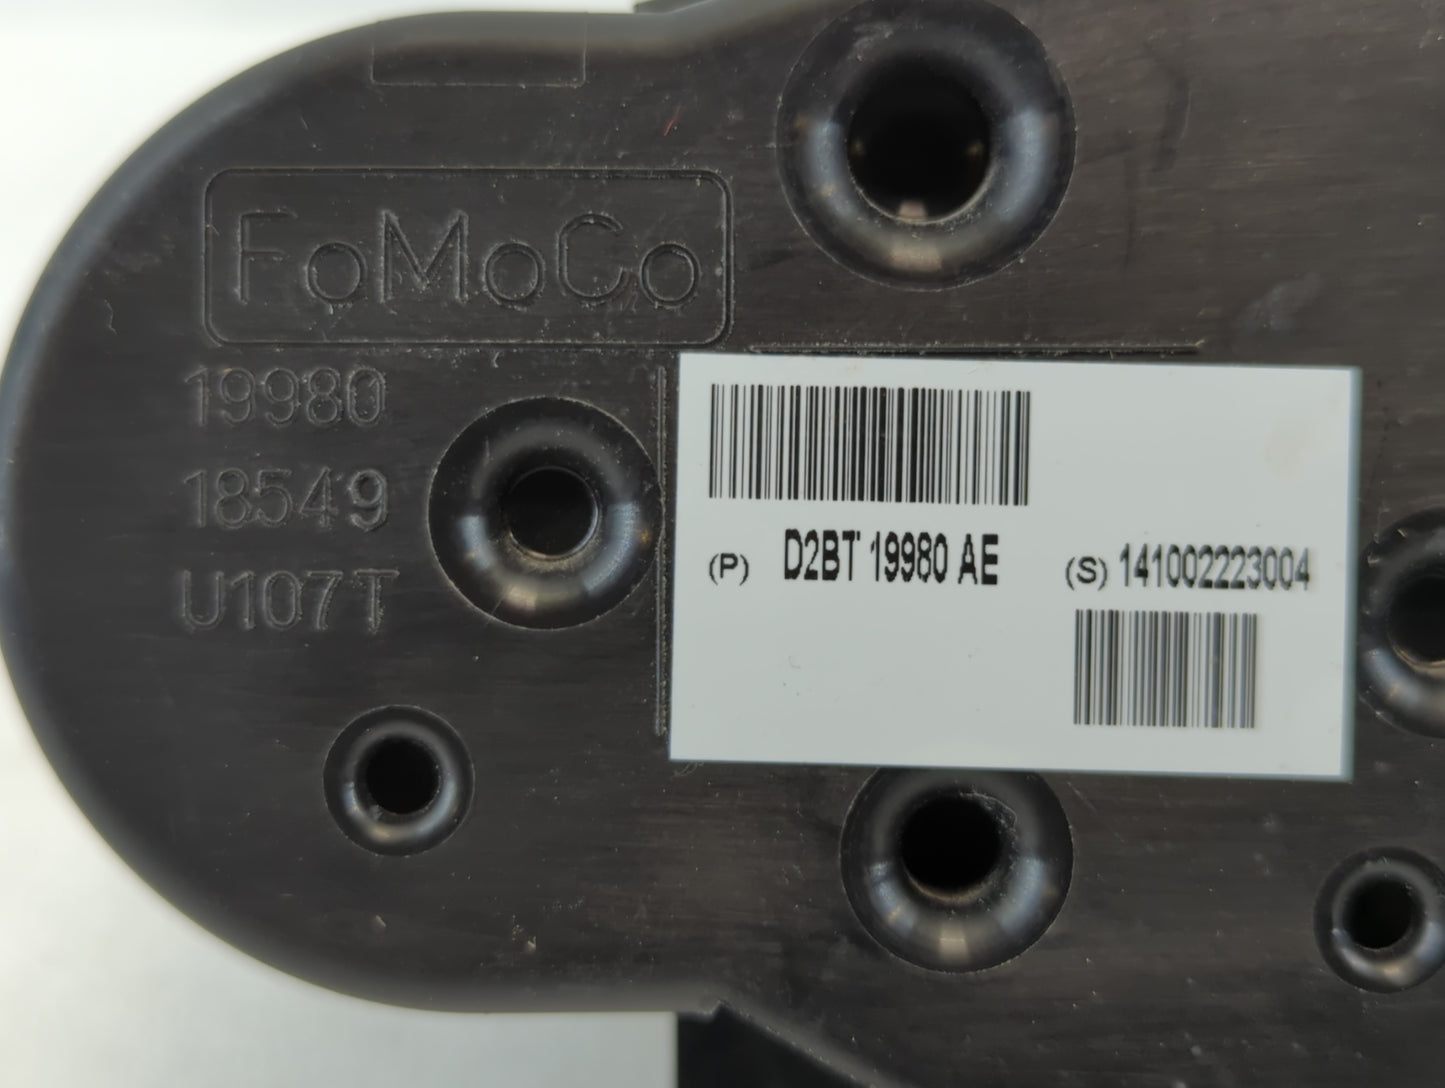 FoMoCo
19980
18549
U107T
(P) D2BT 19980 AE
(S) 141002223004